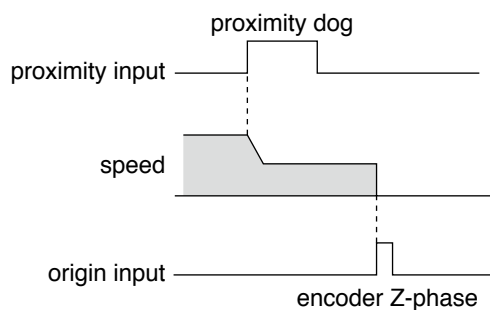 proximity dog
proximity input
speed
origin input
encoder Z-phase